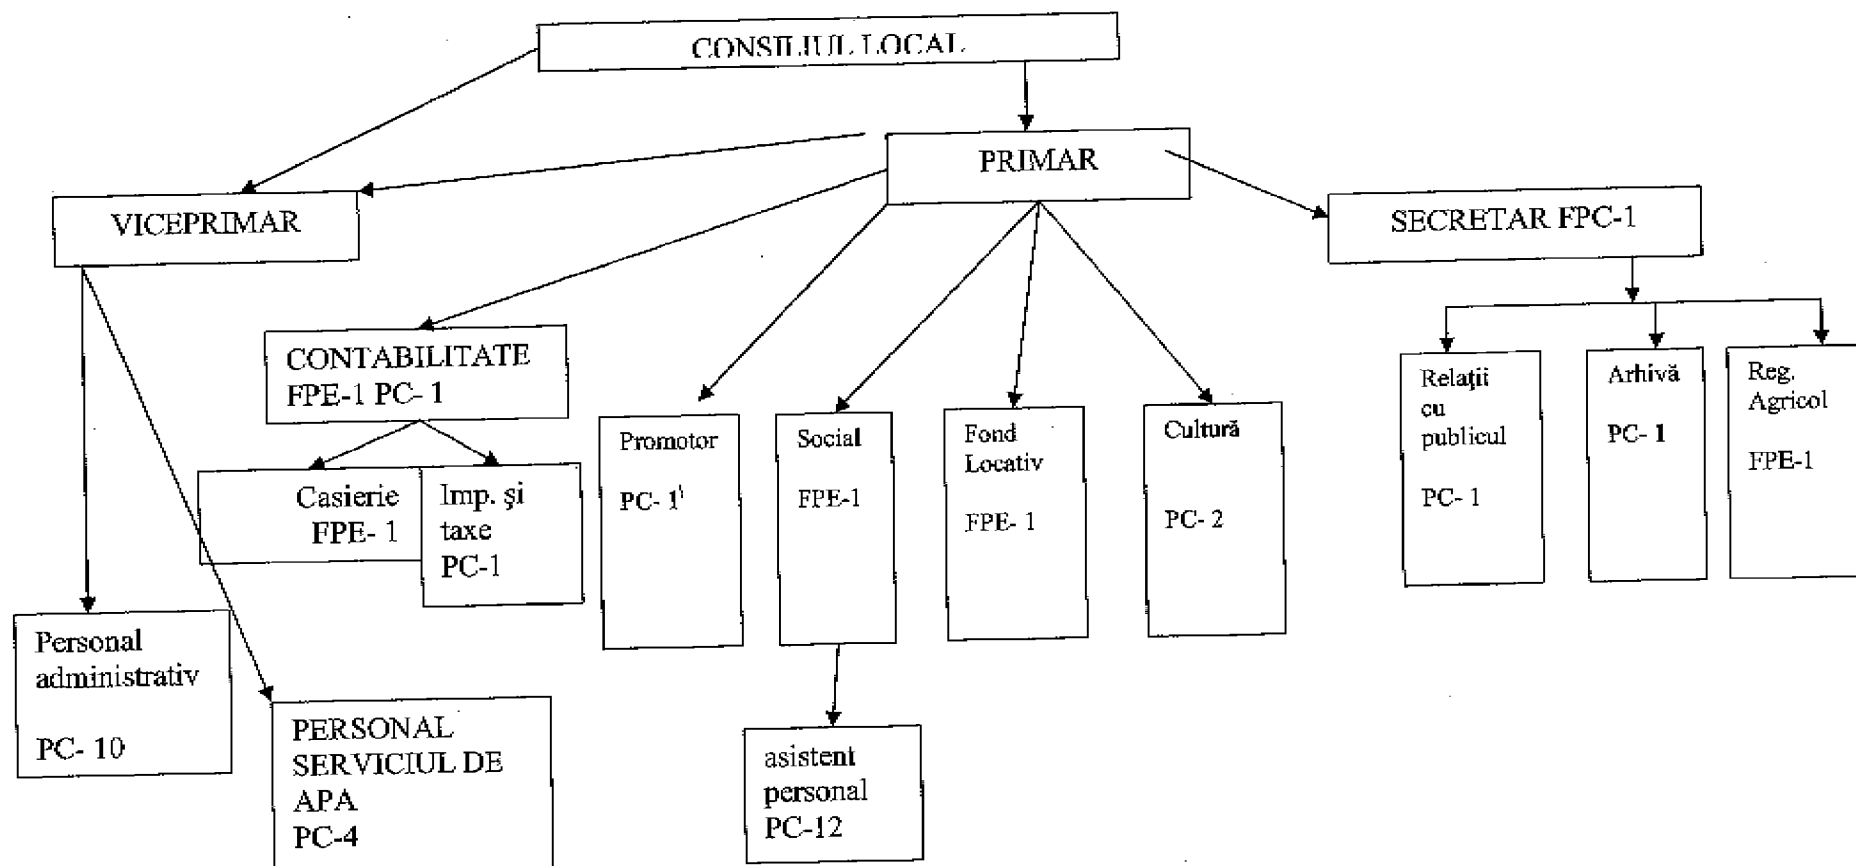 CONSILIUL LOCAL
PRIMAR
VICEPRIMAR
SECRETAR FPC-1
CONTABILITATE
FPE-1 PC- 1
Casierie
FPE- 1
Imp. şi
taxe
PC-1
Promotor
PC- 1
Social
FPE-1
Fond
Locativ
FPE- 1
Cultură
PC- 2
Relaţii
cu
publicul
PC- 1
Arhivă
PC- 1
Reg.
Agricol
FPE-1
Personal
administrativ
PC- 10
PERSONAL
SERVICIUL DE
APA
PC-4
asistent
personal
PC-12